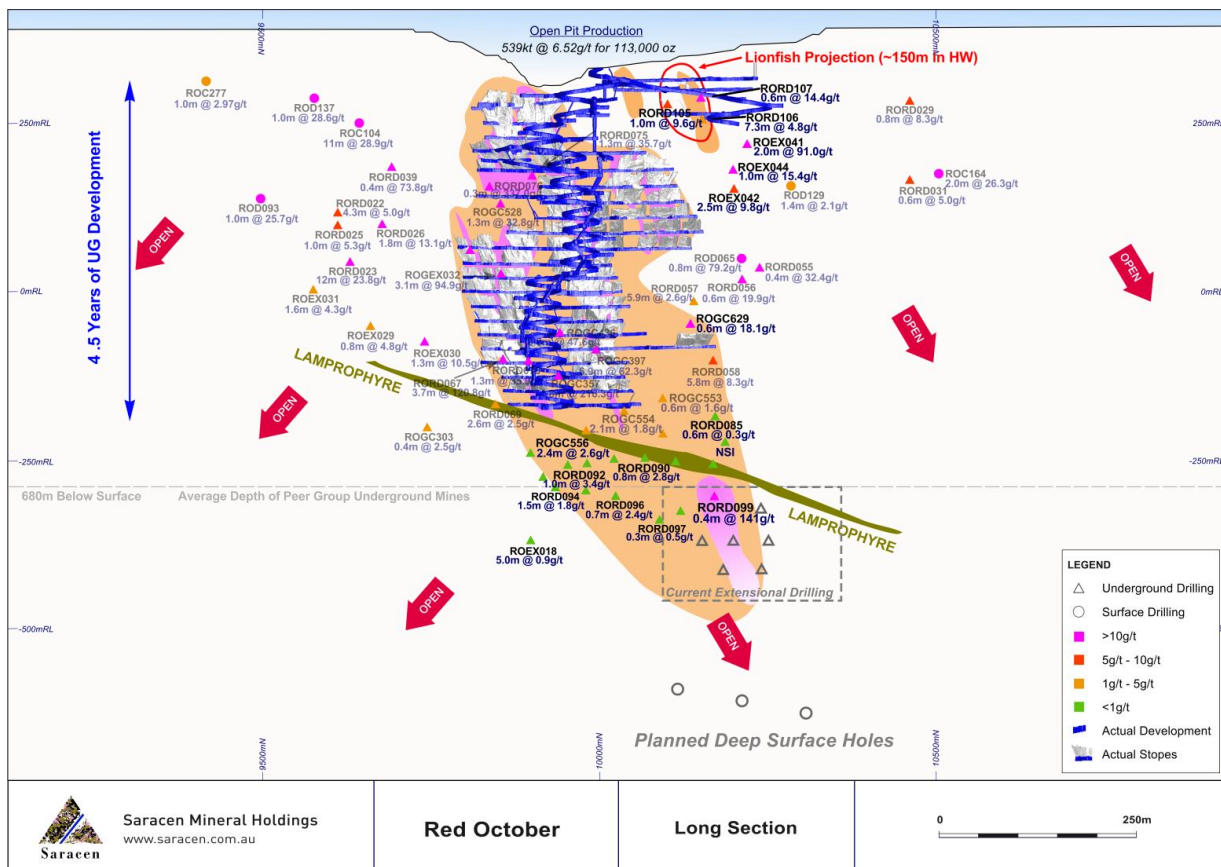 9500mN
10500mN
Open Pit Production
539kt @ 6.52g/t for 113,000 oz
Lionfish Projection (~150m in HW)
ROC277
1.0m @ 2.97g/t
ROD137
1.0m @ 28.6g/t
ROC104
11m @ 28.9g/t
250mRL
250mRL
RORD107
0.6m @ 14.4g/t
RORD105
1.0m @ 9.6g/t
RORD106
7.3m @ 4.8g/t
RORD029
0.8m @ 8.3g/t
RORD075
1.3m @ 35.7g/t
ROEX041
2.0m @ 91.0g/t
RORD039
0.4m @ 73.8g/t
ROEX044
1.0m @ 15.4g/t
ROC164
2.0m @ 26.3g/t
RORD031
0.6m @ 5.0g/t
RORD076
ROEX042
2.5m @ 9.8g/t
ROD129
1.4m @ 2.1g/t
ROD093
1.0m @ 25.7g/t
RORD022
4.3m @ 5.0g/t
ROGC528
1.3m @ 32.8g/t
RORD025
1.0m @ 5.3g/t
RORD026
1.8m @ 13.1g/t
OPEN
4.5 Years of UG Development
RORD023
12m @ 23.8g/t
ROGEX032
3.1m @ 94.9g/t
ROD065
0.8m @ 79.2g/t
RORD055
0.4m @ 32.4g/t
OPEN
0mRL
0mRL
ROEX031
1.6m @ 4.3g/t
RORD057
5.9m @ 2.6g/t
RORD056
0.6m @ 19.9g/t
ROGC629
0.6m @ 18.1g/t
OPEN
ROEX029
0.8m @ 4.8g/t
ROEX030
1.3m @ 10.5g/t
47.6g/t
ROGC397
62.3g/t
LAMPROPHYRE
RORD067
3.7m @ 120.8g/t
ROGC357
RORD058
5.8m @ 8.3g/t
ROGC553
0.6m @ 1.6g/t
OPEN
RORD069
2.6m @ 2.5g/t
ROGC554
2.1m @ 1.8g/t
RORD085
0.6m @ 0.3g/t
NSI
ROGC303
0.4m @ 2.5g/t
ROGC556
2.4m @ 2.6g/t
-250mRL
-250mRL
RORD092
1.0m @ 3.4g/t
RORD090
0.8m @ 2.8g/t
680m Below Surface
Average Depth of Peer Group Underground Mines
RORD094
1.5m @ 1.8g/t
RORD096
0.7m @ 2.4g/t
RORD099
0.4m @ 141g/t
LAMPROPHYRE
RORD097
0.3m @ 0.5g/t
ROEX018
5.0m @ 0.9g/t
Current Extensional Drilling
OPEN
OPEN
-500mRL
-500mRL
LEGEND
Underground Drilling
Surface Drilling
>10g/t
5g/t - 10g/t
1g/t - 5g/t
<1g/t
Actual Development
Actual Stopes
Planned Deep Surface Holes
9500mN
10000mN
10500mN
Saracen
Saracen Mineral Holdings
www.saracen.com.au
Red October
Long Section
0
250m